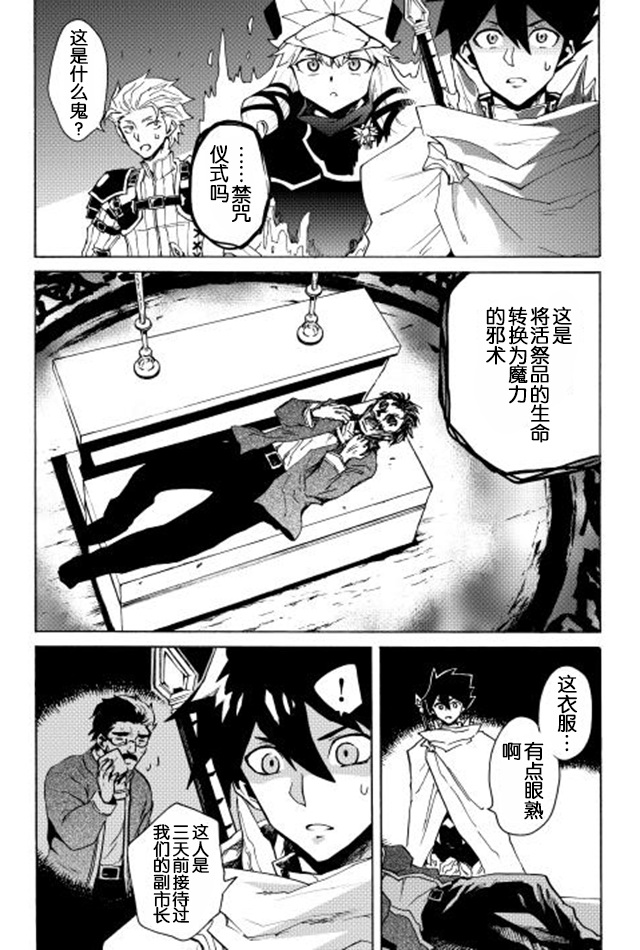 这是什么鬼？
……禁咒
仪式吗
这是
将活祭品的生命
转换为魔力
的邪术
这衣服…
有点眼熟
啊
！
这人是
三天前接待过
我们的副市长